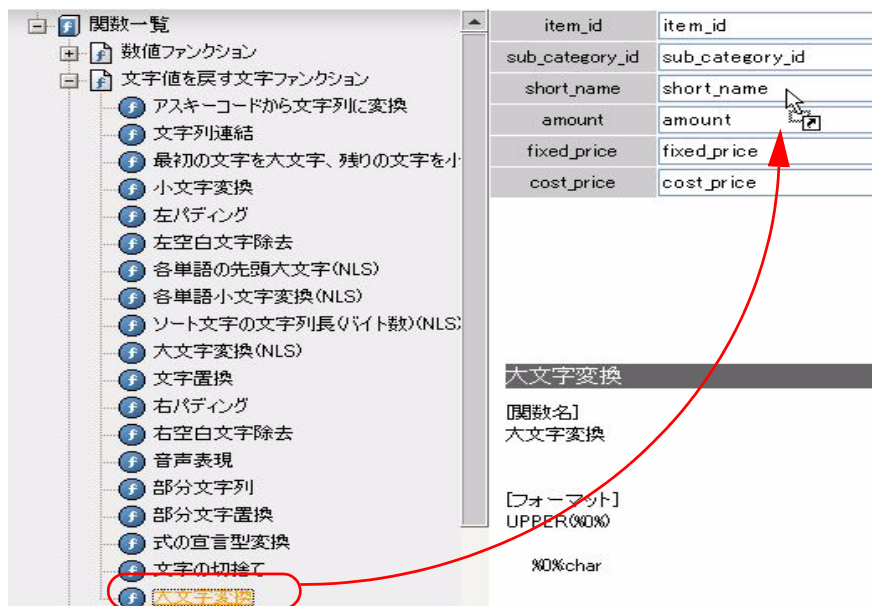 関数一覧
数値ファンクション
文字値を戻す文字ファンクション
アスキーコードから文字列に変換
文字列連結
最初の文字を大文字、残りの文字を小
小文字変換
左パディング
左空白文字除去
各単語の先頭大文字(NLS)
各単語小文字変換(NLS)
ソート文字の文字列長(バイト数)(NLS)
大文字変換(NLS)
文字置換
右パディング
右空白文字除去
音声表現
部分文字列
部分文字置換
式の宣言型変換
文字の切捨て
大文字変換
item_id item_id
sub_category_id sub_category_id
short_name short_name
amount amount
fixed_price fixed_price
cost_price cost_price
大文字変換
[関数名]
大文字変換
[フォーマット]
UPPER(%0%)
%0%char